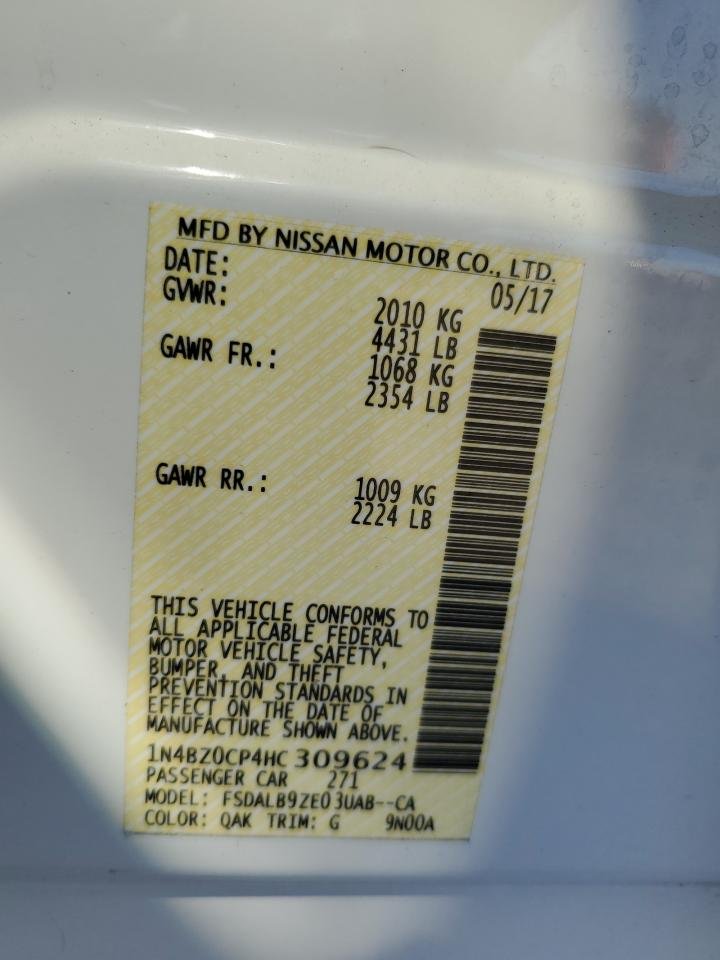 MFD BY NISSAN MOTOR CO., LTD.
DATE: 05/17
GVWR: 2010 KG
4431 LB
GAWR FR.: 1068 KG
2354 LB
GAWR RR.: 1009 KG
2224 LB
THIS VEHICLE CONFORMS TO
ALL APPLICABLE FEDERAL
MOTOR VEHICLE SAFETY,
BUMPER, AND THEFT
PREVENTION STANDARDS IN
EFFECT ON THE DATE OF
MANUFACTURE SHOWN ABOVE.
1N4BZ0CP4HC 309624
PASSENGER CAR 271
MODEL: FSDALB9ZE03UAB--CA
COLOR: QAK TRIM: G 9N00A